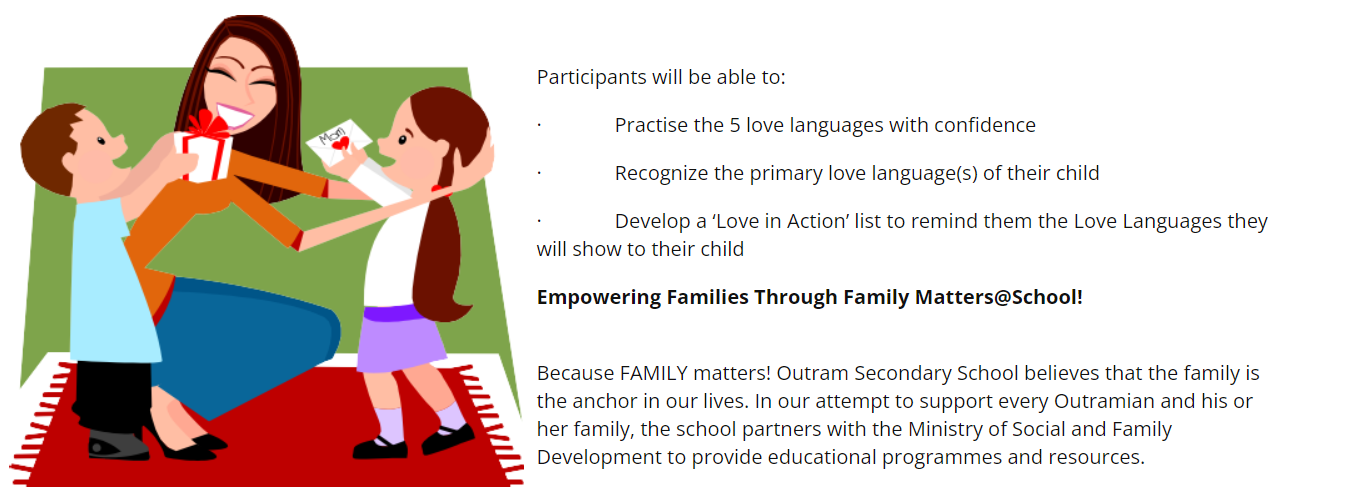 Mom
Participants will be able to:
· Practise the 5 love languages with confidence
· Recognize the primary love language(s) of their child
· Develop a ‘Love in Action’ list to remind them the Love Languages they
will show to their child
Empowering Families Through Family Matters@School!
Because FAMILY matters! Outram Secondary School believes that the family is
the anchor in our lives. In our attempt to support every Outramian and his or
her family, the school partners with the Ministry of Social and Family
Development to provide educational programmes and resources.